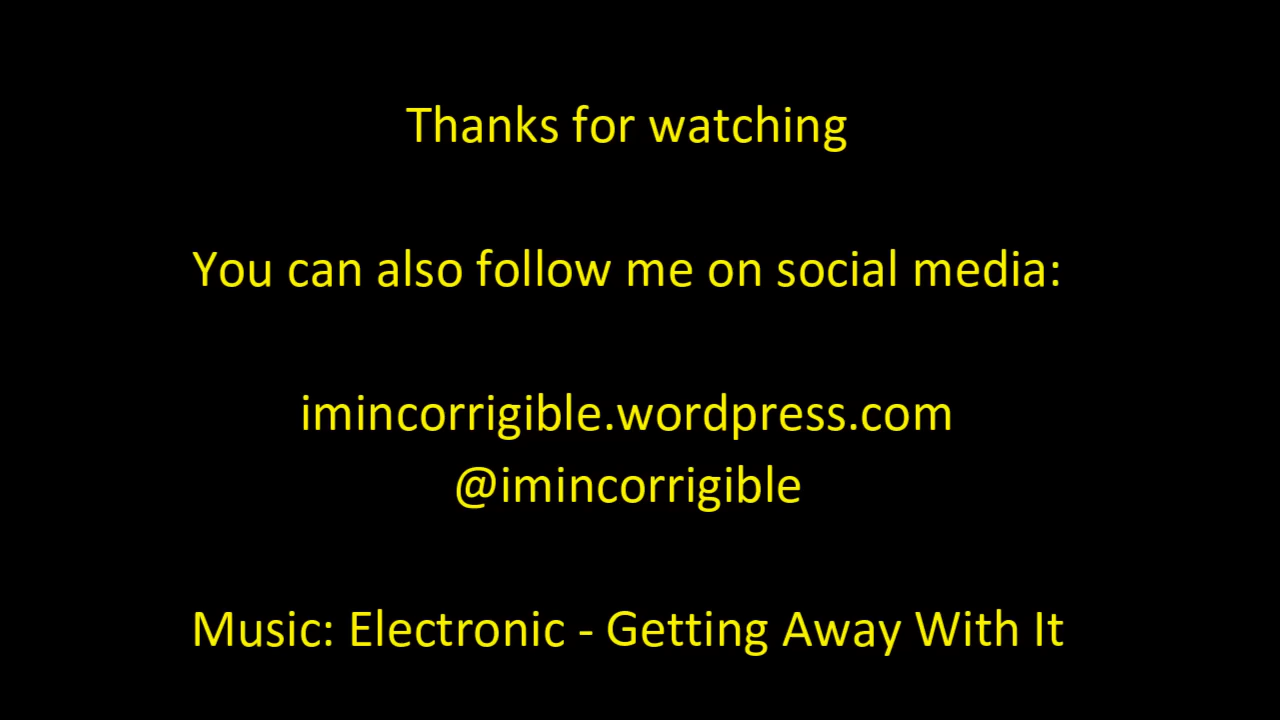 Thanks for watching
You can also follow me on social media:
imincorrigible.wordpress.com
@imincorrigible
Music: Electronic - Getting Away With It